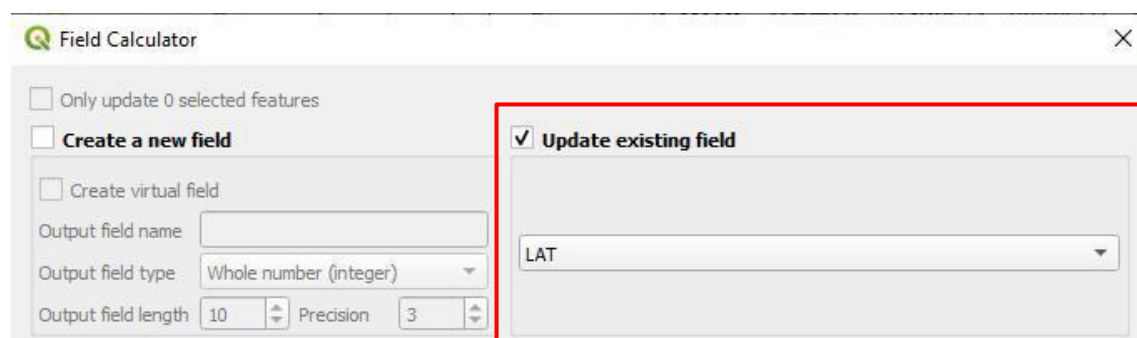 Field Calculator
Only update 0 selected features
Create a new field
Update existing field
Create virtual field
Output field name
LAT
Output field type Whole number (integer)
Output field length 10 Precision 3